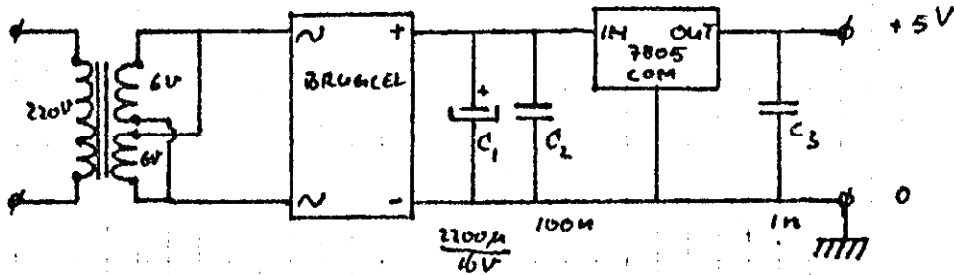 220V
6V
6V
~
+
BRUGCEL
~
-
+
C1
C2
IN OUT
7805
COM
C3
+5V
0
2200µ
16V
100n
1n